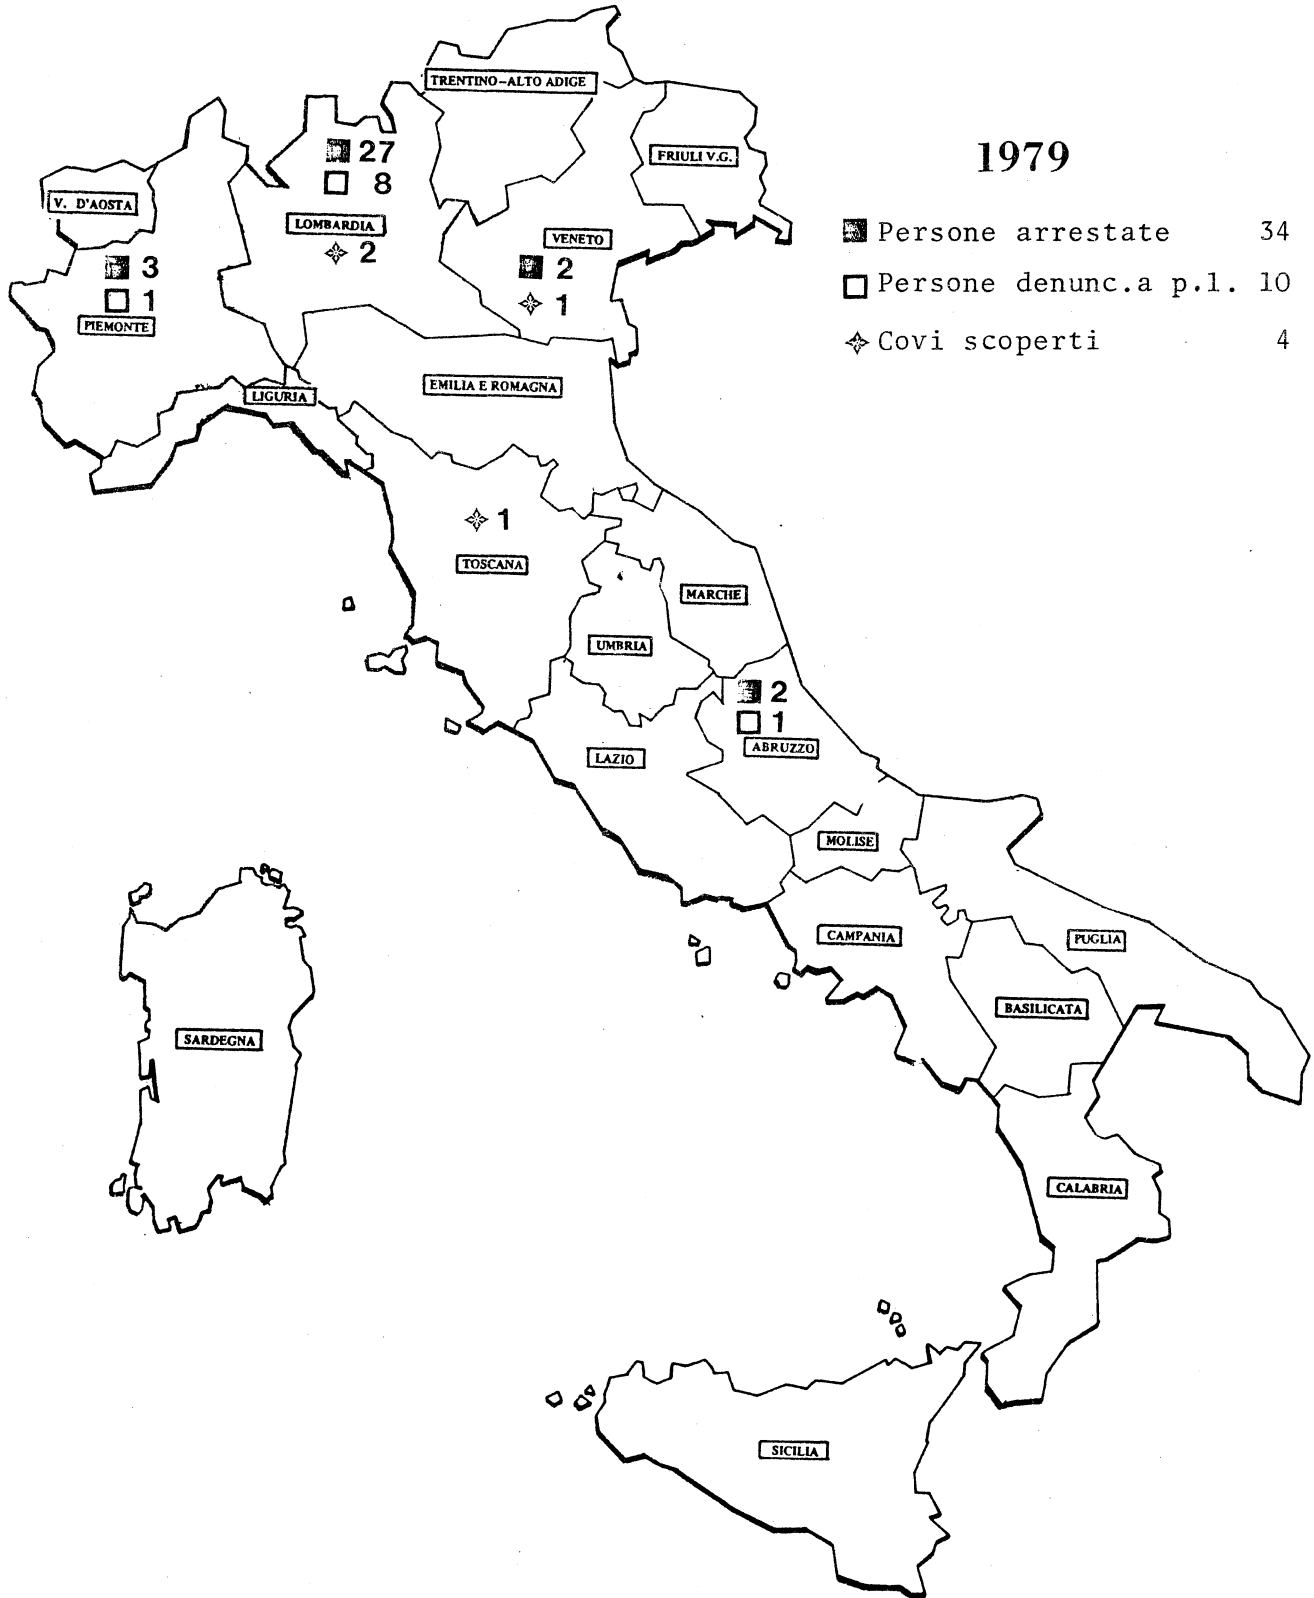 TRENTINO-ALTO ADIGE
27
8
LOMBARDIA
2
FRIULI V.G.
V. D'AOSTA
3
1
PIEMONTE
VENETO
2
1
1979
Persone arrestate 34
Persone denunc.a p.l. 10
Covi scoperti 4
LIGURIA
EMILIA E ROMAGNA
1
TOSCANA
MARCHE
UMBRIA
2
1
ABRUZZO
LAZIO
MOLISE
CAMPANIA
PUGLIA
BASILICATA
SARDEGNA
CALABRIA
SICILIA